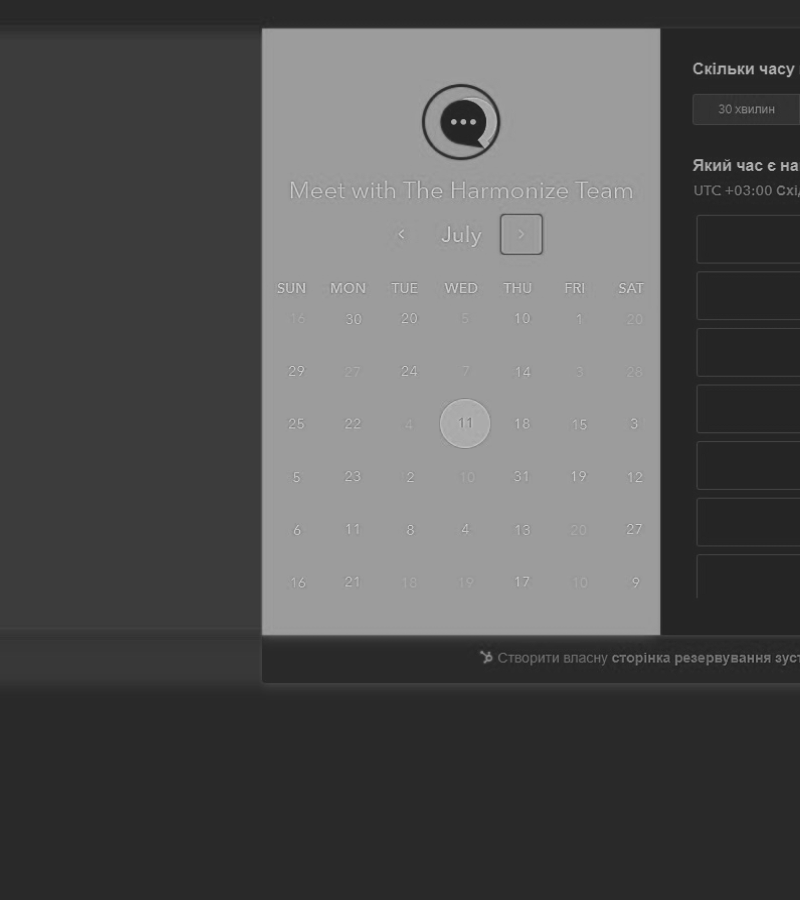 Meet with The Harmonize Team
July
SUN MON TUE WED THU FRI SAT
16 30 20 5 10 1 20
29 27 24 7 14 3 28
25 22 4 11 18 15 3
5 23 2 10 31 19 12
6 11 8 4 13 20 27
16 21 18 19 17 10 9
Скільки часу
30 хвилин
Який час є
UTC +03:00
Створити власну сторінка резервування